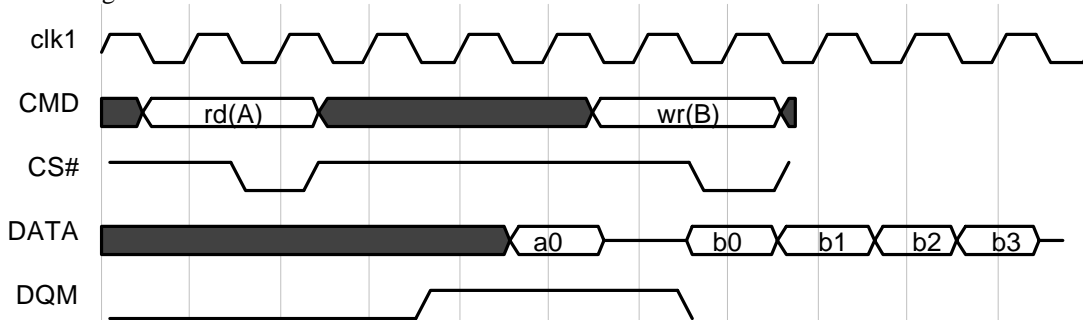 clk1
CMD rd(A) wr(B)
CS#
DATA a0 b0 b1 b2 b3
DQM